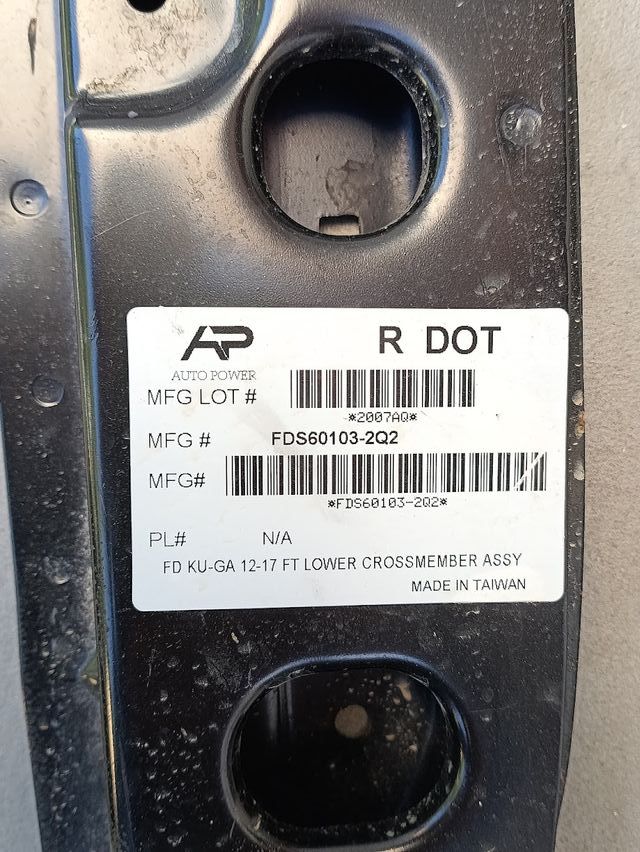 AP R DOT
AUTO POWER
MFG LOT #
*2007AQ*
MFG # FDS60103-2Q2
MFG#
*FDS60103-2Q2*
PL# N/A
FD KU-GA 12-17 FT LOWER CROSSMEMBER ASSY
MADE IN TAIWAN